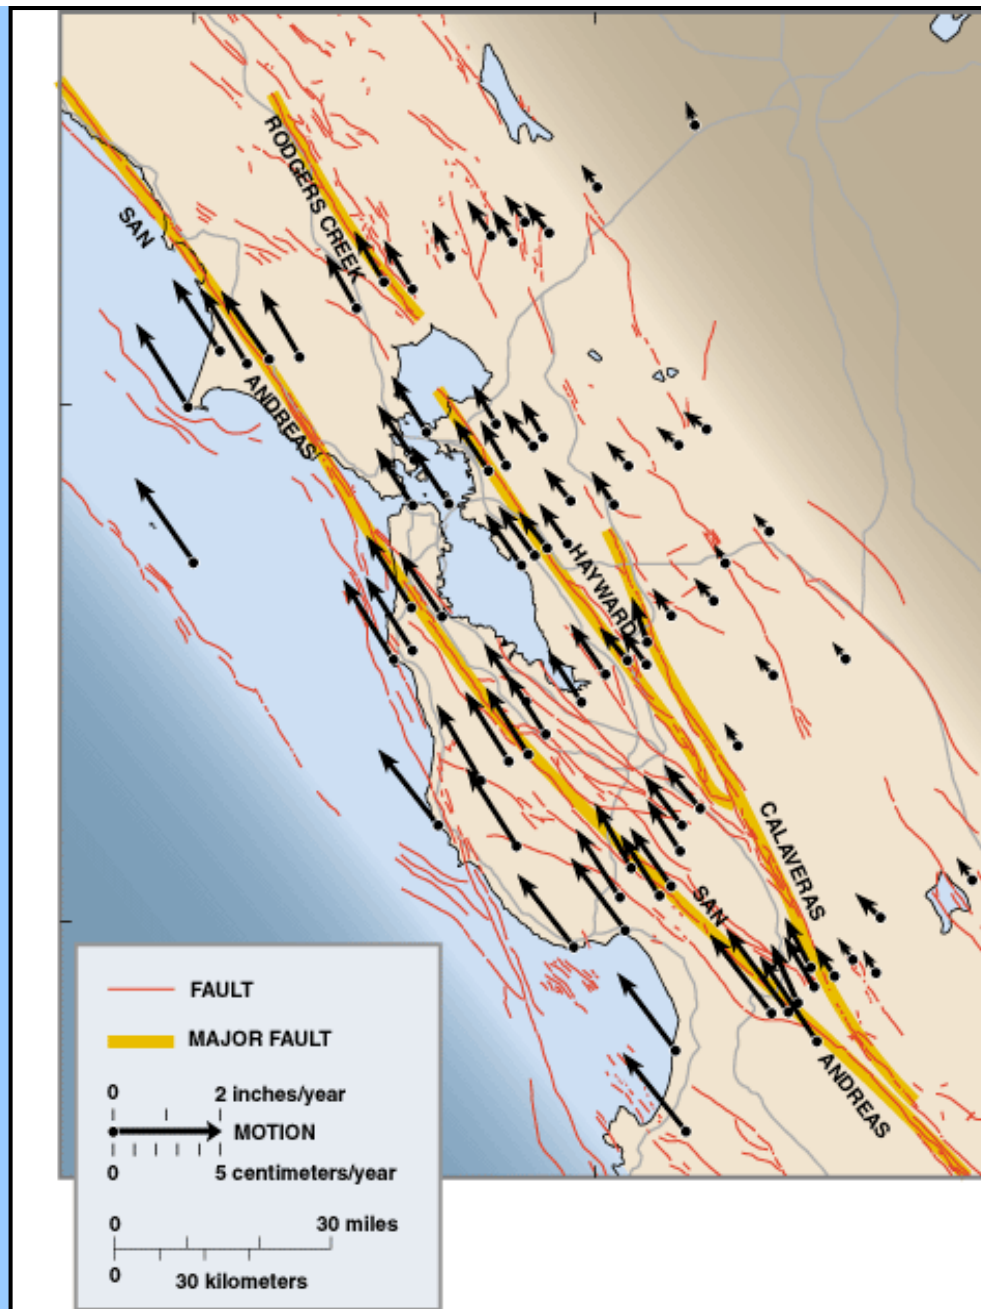 RODGERS CREEK
SAN
ANDREAS
HAYWARD
CALAVERAS
SAN
ANDREAS
FAULT
MAJOR FAULT
0 2 inches/year
MOTION
0 5 centimeters/year
0 30 miles
0 30 kilometers